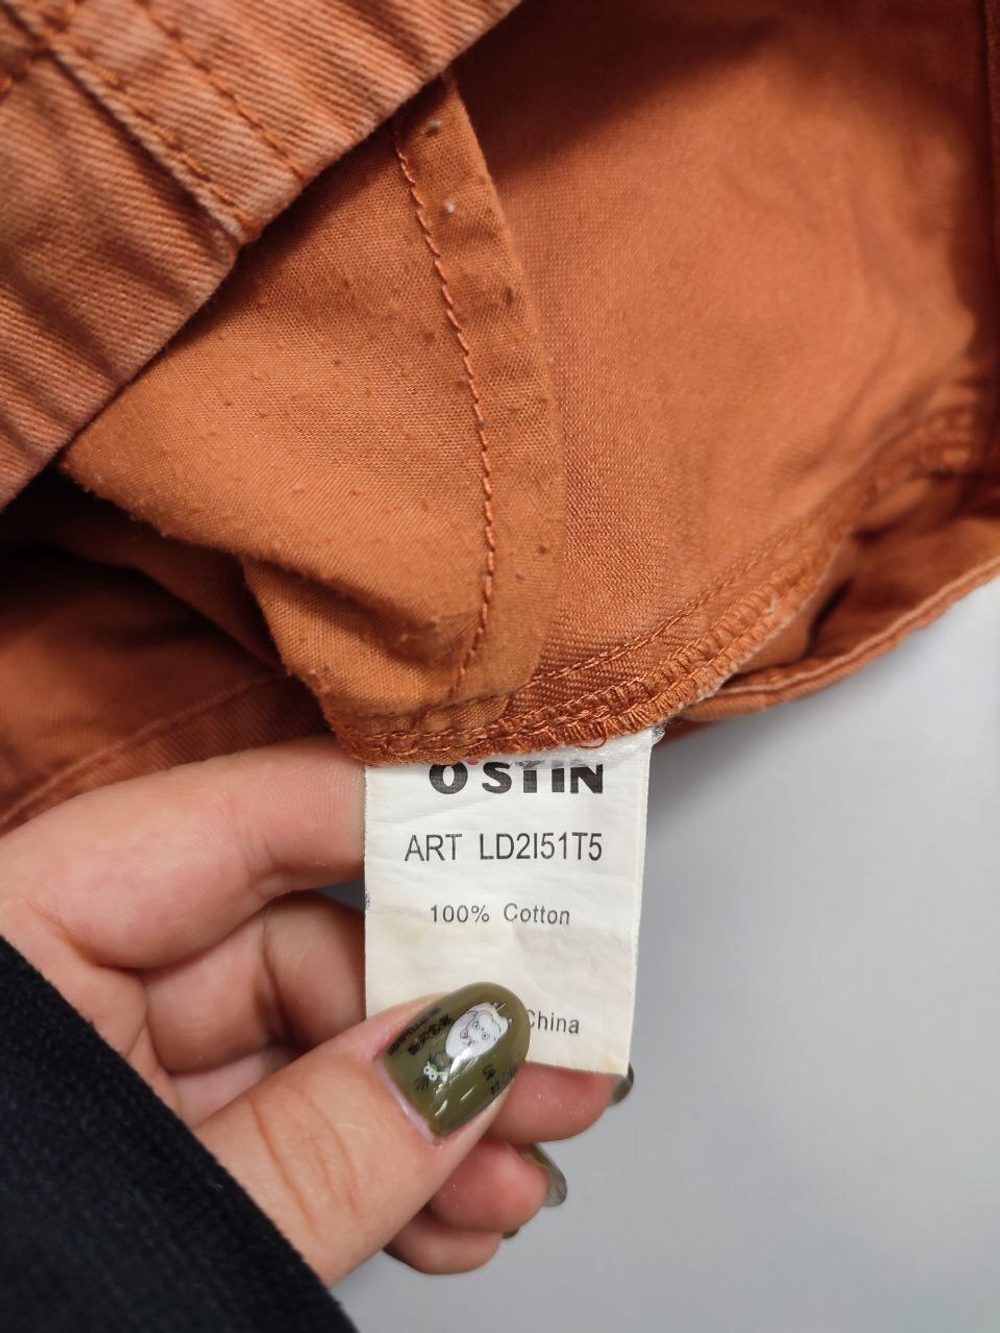 O'STIN
ART LD2I51T5
100% Cotton
China